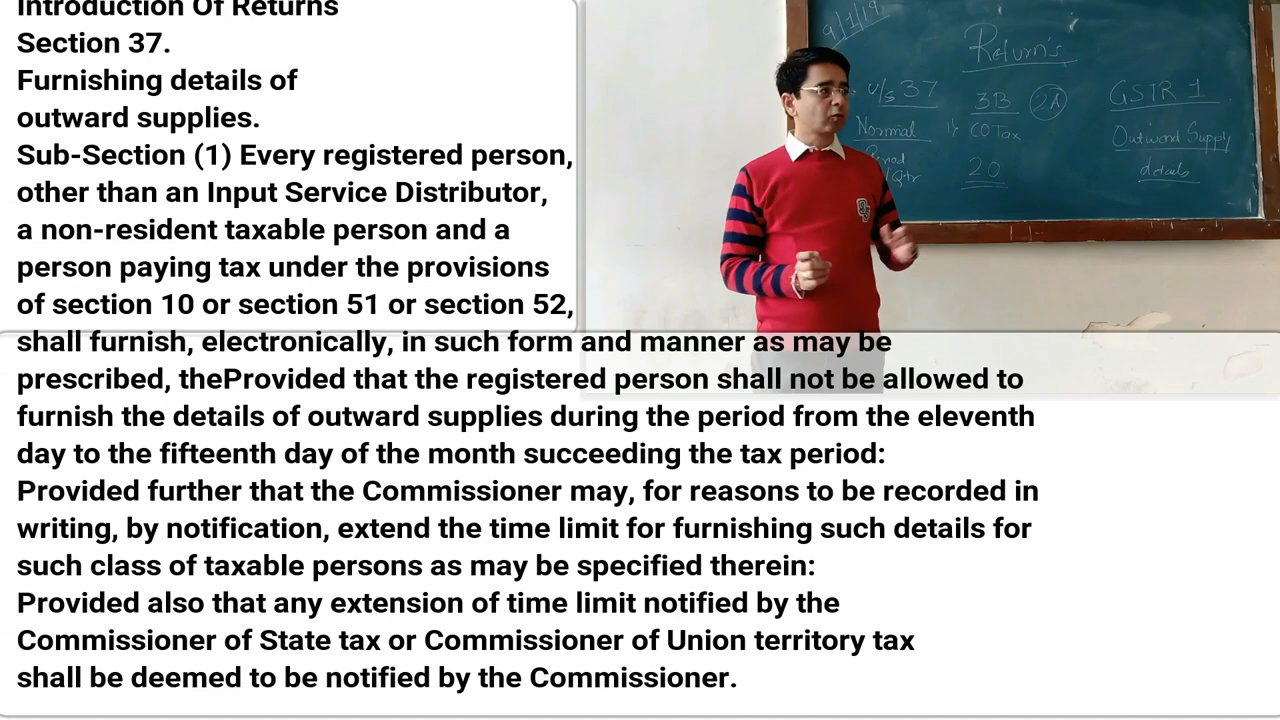 Introduction Of Returns
Section 37.
Furnishing details of
outward supplies.
Sub-Section (1) Every registered person,
other than an Input Service Distributor,
a non-resident taxable person and a
person paying tax under the provisions
of section 10 or section 51 or section 52,
shall furnish, electronically, in such form and manner as may be
prescribed, theProvided that the registered person shall not be allowed to
furnish the details of outward supplies during the period from the eleventh
day to the fifteenth day of the month succeeding the tax period:
Provided further that the Commissioner may, for reasons to be recorded in
writing, by notification, extend the time limit for furnishing such details for
such class of taxable persons as may be specified therein:
Provided also that any extension of time limit notified by the
Commissioner of State tax or Commissioner of Union territory tax
shall be deemed to be notified by the Commissioner.
9/1/19
Return's
u/s 37
Normal
Period
/Qtr
3B
2A
COTax
20
GSTR 1
Outward Supply
details